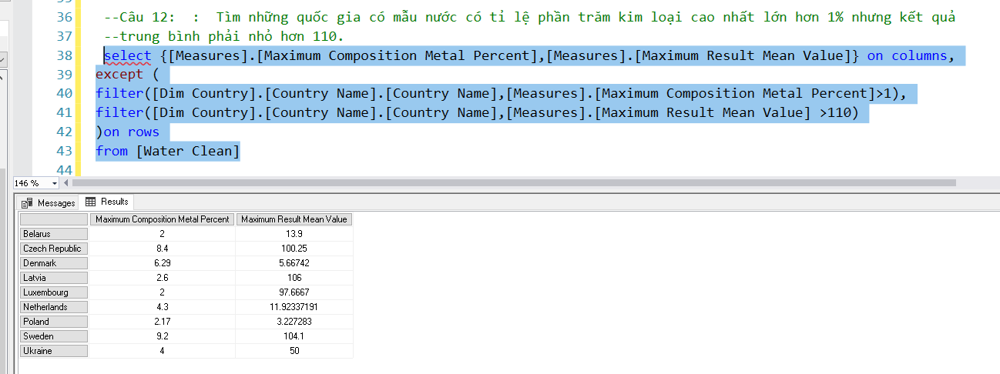 36 --Câu 12: : Tìm những quốc gia có mẫu nước có tỉ lệ phần trăm kim loại cao nhất lớn hơn 1% nhưng kết quả
37 --trung bình phải nhỏ hơn 110.
38 select {[Measures].[Maximum Composition Metal Percent],[Measures].[Maximum Result Mean Value]} on columns,
39 except (
40 filter([Dim Country].[Country Name].[Country Name],[Measures].[Maximum Composition Metal Percent]>1),
41 filter([Dim Country].[Country Name].[Country Name],[Measures].[Maximum Result Mean Value] >110)
42 )on rows
43 from [Water Clean]
44
146 %
Messages Results
Maximum Composition Metal Percent Maximum Result Mean Value
Belarus 2 13.9
Czech Republic 8.4 100.25
Denmark 6.29 5.66742
Latvia 2.6 106
Luxembourg 2 97.6667
Netherlands 4.3 11.92337191
Poland 2.17 3.227283
Sweden 9.2 104.1
Ukraine 4 50